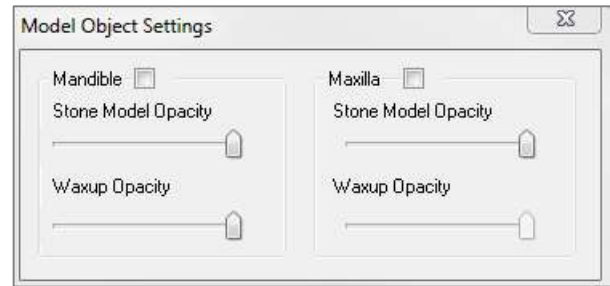 Model Object Settings
Mandible
Stone Model Opacity
Waxup Opacity
Maxilla
Stone Model Opacity
Waxup Opacity